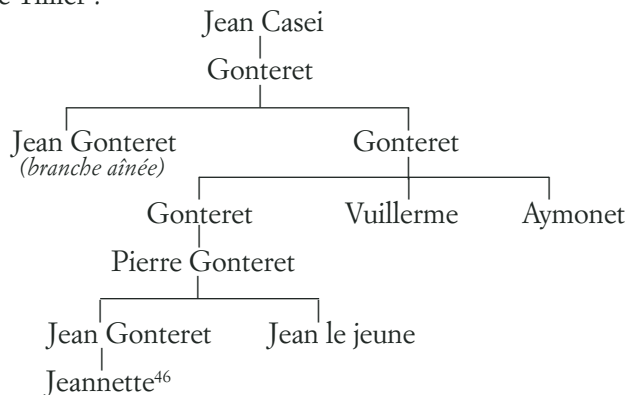 Jean Casei
Gonteret
Jean Gonteret Gonteret
(branche aînée)
Gonteret Vuillerme Aymonet
Pierre Gonteret
Jean Gonteret Jean le jeune
Jeannette46